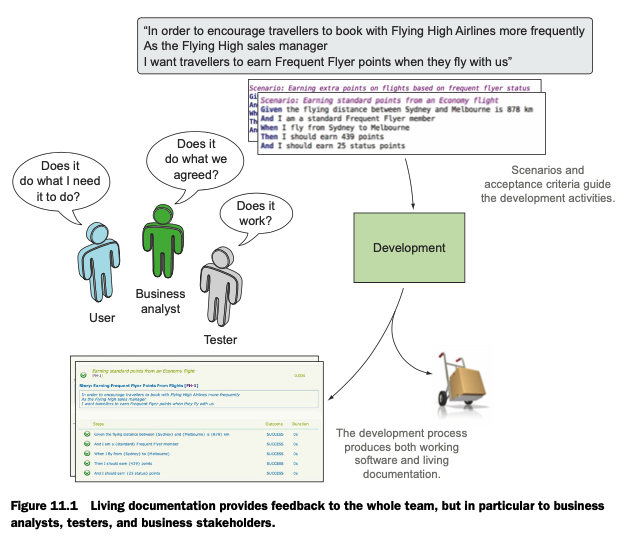 “In order to encourage travellers to book with Flying High Airlines more frequently
As the Flying High sales manager
I want travellers to earn Frequent Flyer points when they fly with us”
Scenario: Earning extra points on flights based on frequent flyer status
Gi
An
Wh
Th
An
Scenario: Earning standard points from an Economy flight
Given the flying distance between Sydney and Melbourne is 878 km
And I am a standard Frequent Flyer member
When I fly from Sydney to Melbourne
Then I should earn 439 points
And I should earn 25 status points
Scenarios and
acceptance criteria guide
the development activities.
Does it
do what I need
it to do?
Does it
do what we
agreed?
Does it
work?
User
Business
analyst
Tester
Development
Earning standard points from an Economy flight
[FH-1]
Story: Earning Frequent Flyer Points From Flights [FH-1]
In order to encourage travellers to book with Flying High Airlines more frequently
As the Flying High sales manager
I want travellers to earn Frequent Flyer points when they fly with us
Steps Outcome Duration
Given the flying distance between {Sydney} and {Melbourne} is {878} km SUCCESS 0s
And I am a {standard} Frequent Flyer member SUCCESS 0s
When I fly from {Sydney} to {Melbourne} SUCCESS 0s
Then I should earn {439} points SUCCESS 0s
And I should earn {25 status} points SUCCESS 0s
The development process
produces both working
software and living
documentation.
Figure 11.1 Living documentation provides feedback to the whole team, but in particular to business
analysts, testers, and business stakeholders.